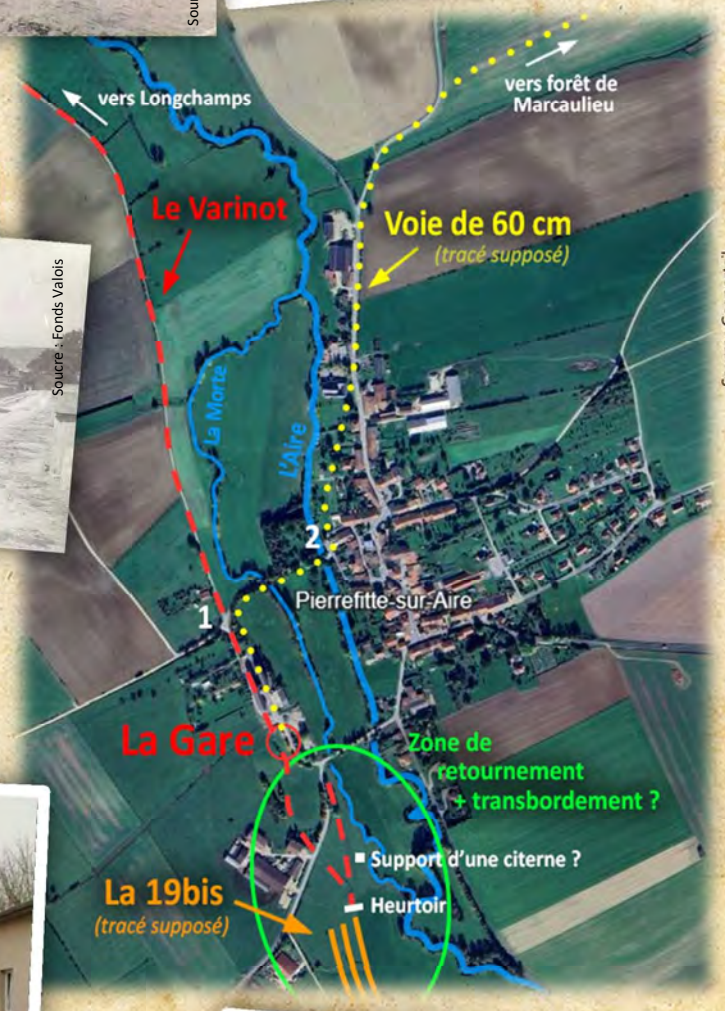 Sou
vers Longchamps
vers forêt de
Marcaulieu
Le Varinot
Voie de 60 cm
(tracé supposé)
Soucre : Fonds Valois
La Morte
L'Aire
2
Pierrefitte-sur-Aire
1
La Gare
Zone de
retournement
+ transbordement ?
Support d'une citerne ?
La 19bis
(tracé supposé)
Heurtoir